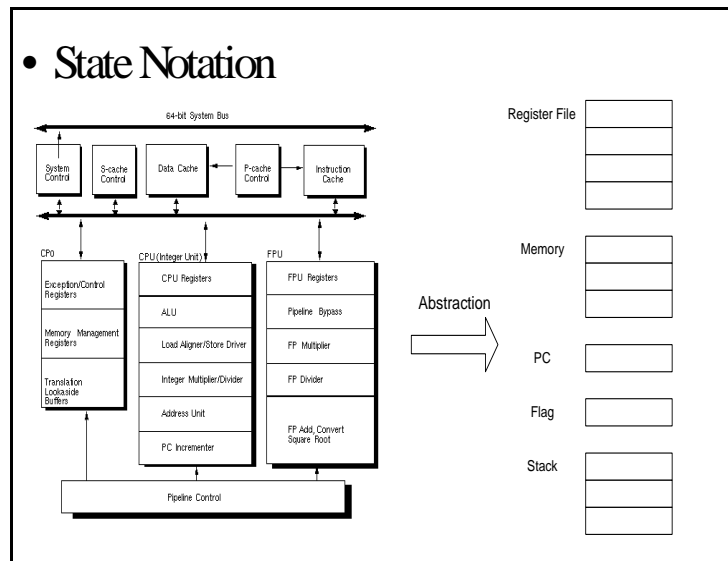 • State Notation
64-bit System Bus
System
Control
S-cache
Control
Data Cache
P-cache
Control
Instruction
Cache
CP0
Exception/Control
Registers
Memory Management
Registers
Translation
Lookaside
Buffers
CPU (Integer Unit)
CPU Registers
ALU
Load Aligner/Store Driver
Integer Multiplier/Divider
Address Unit
PC Incrementer
FPU
FPU Registers
Pipeline Bypass
FP Multiplier
FP Divider
FP Add, Convert
Square Root
Pipeline Control
Abstraction
Register File
Memory
PC
Flag
Stack